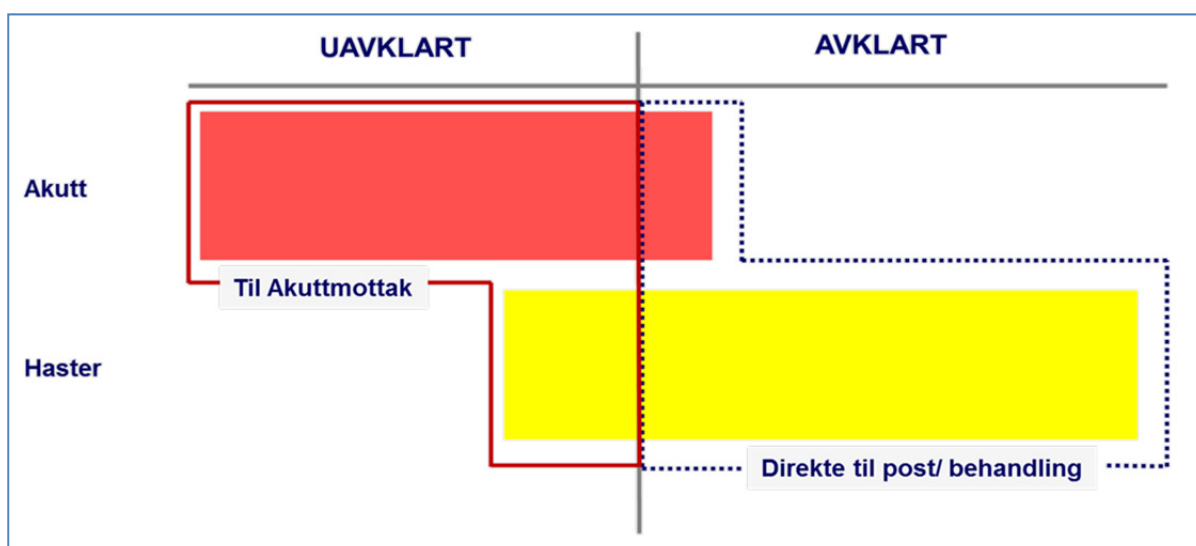 UAVKLART
AVKLART
Akutt
Til Akuttmottak
Haster
Direkte til post/ behandling